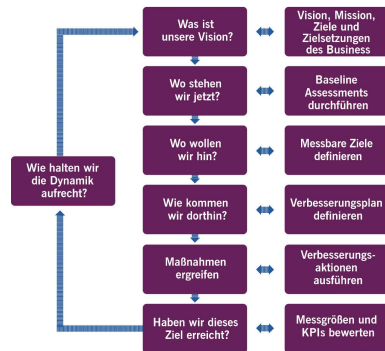 Was ist
unsere Vision?
Vision, Mission,
Ziele und
Zielsetzungen
des Business
Wo stehen
wir jetzt?
Baseline
Assessments
durchführen
Wo wollen
wir hin?
Messbare Ziele
definieren
Wie halten wir
die Dynamik
aufrecht?
Wie kommen
wir dorthin?
Verbesserungsplan
definieren
Maßnahmen
ergreifen
Verbesserungs-
aktionen
ausführen
Haben wir dieses
Ziel erreicht?
Messgrößen und
KPIs bewerten